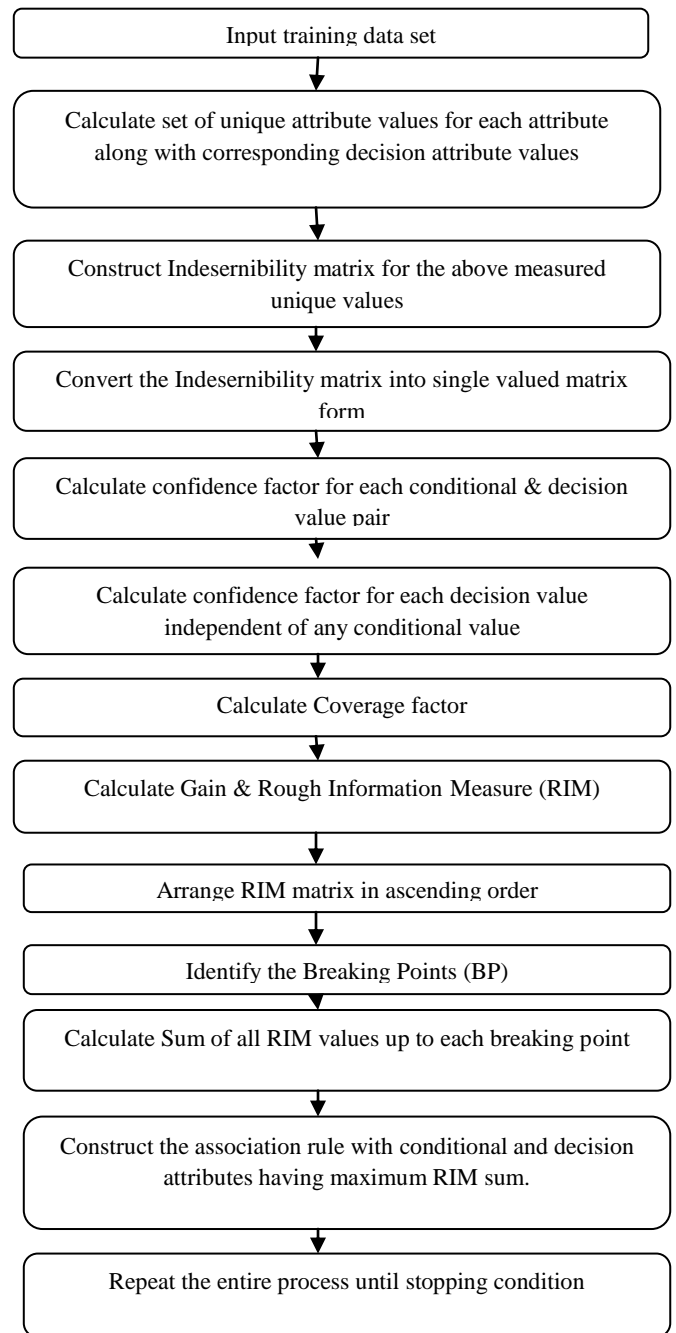 Input training data set
Calculate set of unique attribute values for each attribute
along with corresponding decision attribute values
Construct Indesernibility matrix for the above measured
unique values
Convert the Indesernibility matrix into single valued matrix
form
Calculate confidence factor for each conditional & decision
value pair
Calculate confidence factor for each decision value
independent of any conditional value
Calculate Coverage factor
Calculate Gain & Rough Information Measure (RIM)
Arrange RIM matrix in ascending order
Identify the Breaking Points (BP)
Calculate Sum of all RIM values up to each breaking point
Construct the association rule with conditional and decision
attributes having maximum RIM sum.
Repeat the entire process until stopping condition